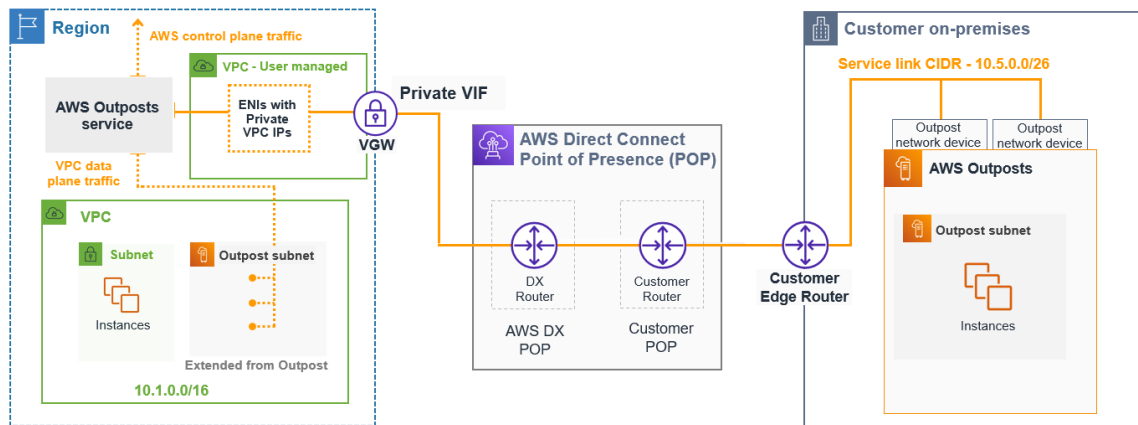 Region
AWS control plane traffic
VPC - User managed
AWS Outposts
service
ENIs with
Private
VPC IPs
VGW
Private VIF
VPC data
plane traffic
VPC
Subnet
Instances
Outpost subnet
Extended from Outpost
10.1.0.0/16
AWS Direct Connect
Point of Presence (POP)
DX
Router
AWS DX
POP
Customer
Router
Customer
POP
Customer
Edge Router
Customer on-premises
Service link CIDR - 10.5.0.0/26
Outpost
network device
Outpost
network device
AWS Outposts
Outpost subnet
Instances